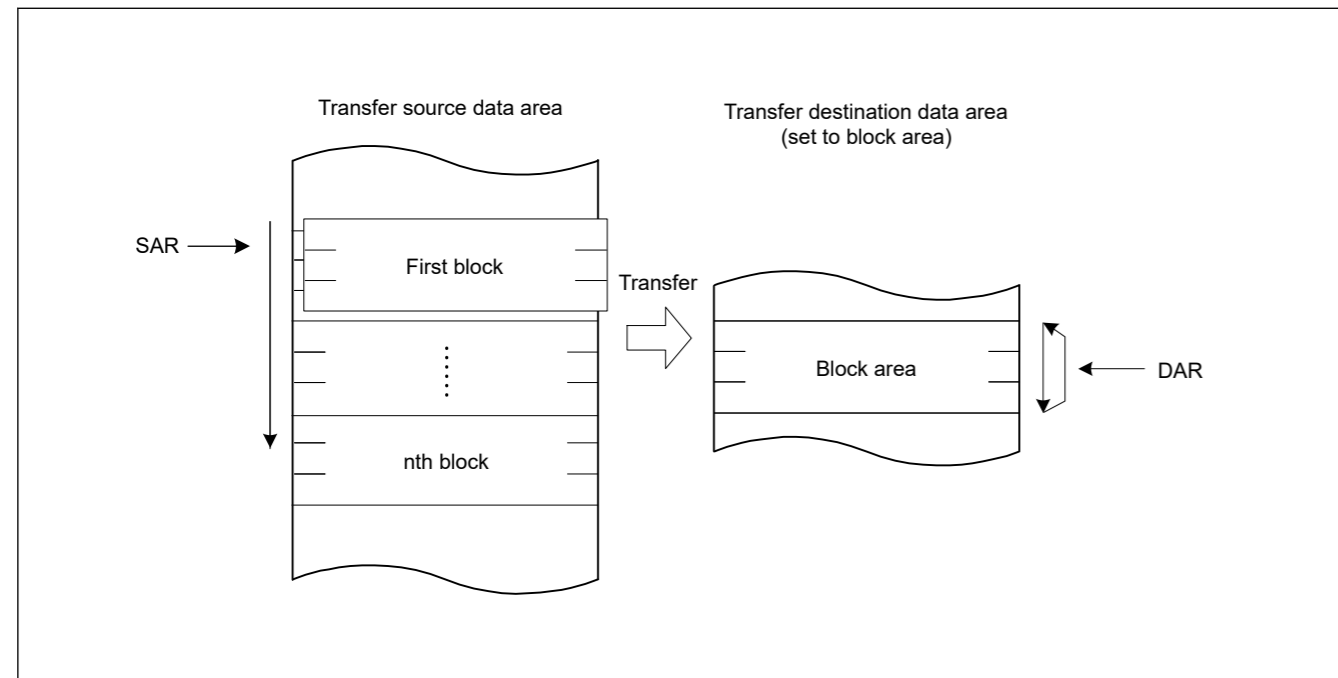 Transfer source data area
Transfer destination data area
(set to block area)
SAR
First block
Transfer
Block area
DAR
nth block